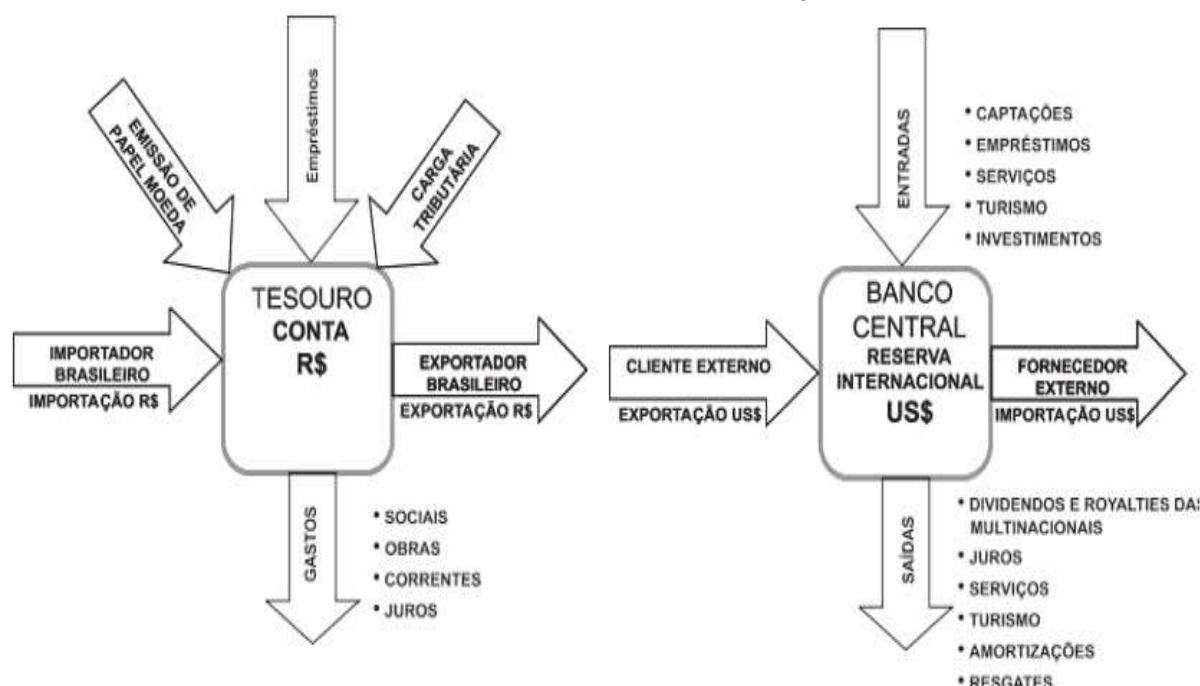 EMISSÃO DE
PAPEL MOEDA
Empréstimos
CARGA
TRIBUTÁRIA
TESOURO
CONTA
R$
IMPORTADOR
BRASILEIRO
IMPORTAÇÃO R$
EXPORTADOR
BRASILEIRO
EXPORTAÇÃO R$
GASTOS
• SOCIAIS
• OBRAS
• CORRENTES
• JUROS
ENTRADAS
• CAPTAÇÕES
• EMPRÉSTIMOS
• SERVIÇOS
• TURISMO
• INVESTIMENTOS
BANCO
CENTRAL
RESERVA
INTERNACIONAL
US$
CLIENTE EXTERNO
EXPORTAÇÃO US$
FORNECEDOR
EXTERNO
IMPORTAÇÃO US$
SAÍDAS
• DIVIDENDOS E ROYALTIES DAS
MULTINACIONAIS
• JUROS
• SERVIÇOS
• TURISMO
• AMORTIZAÇÕES
• RESGATES